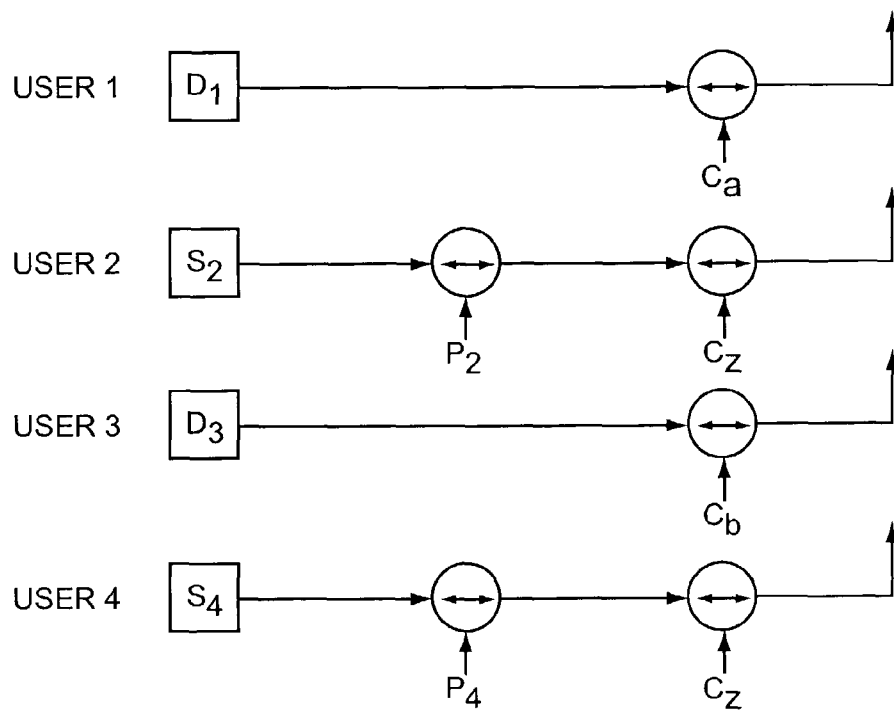 USER 1 D1
Ca
USER 2 S2
P2 Cz
USER 3 D3
Cb
USER 4 S4
P4 Cz